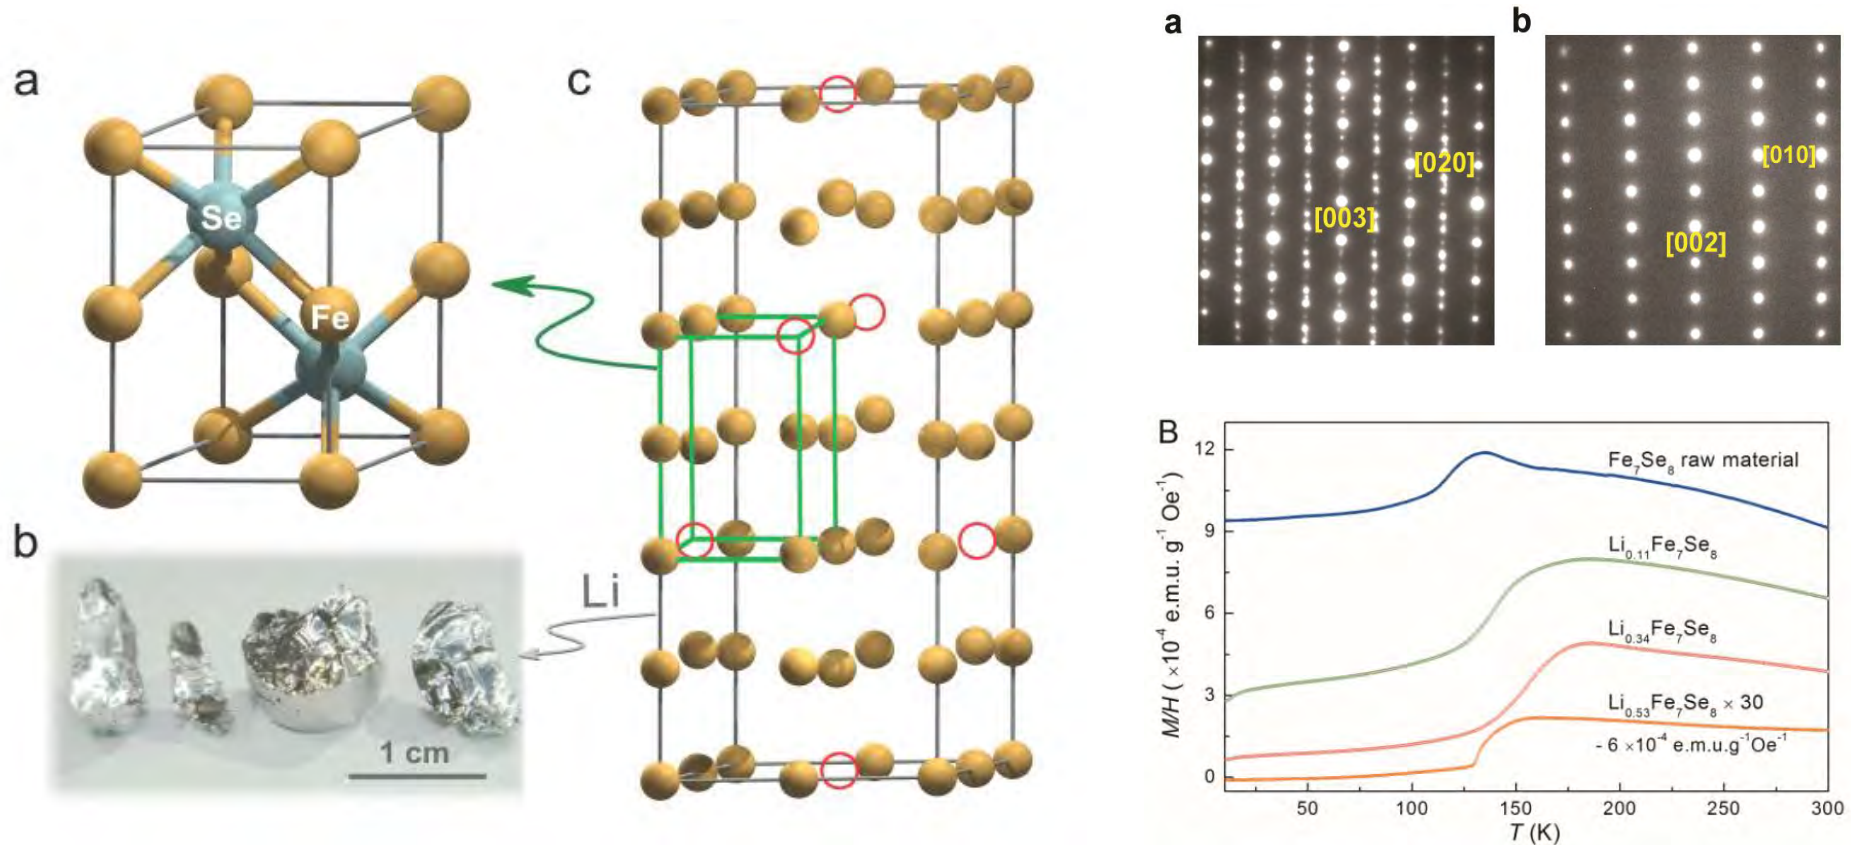 a
Se
Fe
b
1 cm
c
Li
a
[020]
[003]
b
[010]
[002]
B
M/H ( ×10⁻⁴ e.m.u. g⁻¹ Oe⁻¹)
12
9
6
3
0
Fe₇Se₈ raw material
Li₀.₁₁Fe₇Se₈
Li₀.₃₄Fe₇Se₈
Li₀.₅₃Fe₇Se₈ × 30
- 6 ×10⁻⁴ e.m.u.g⁻¹Oe⁻¹
50 100 150 200 250 300
T (K)